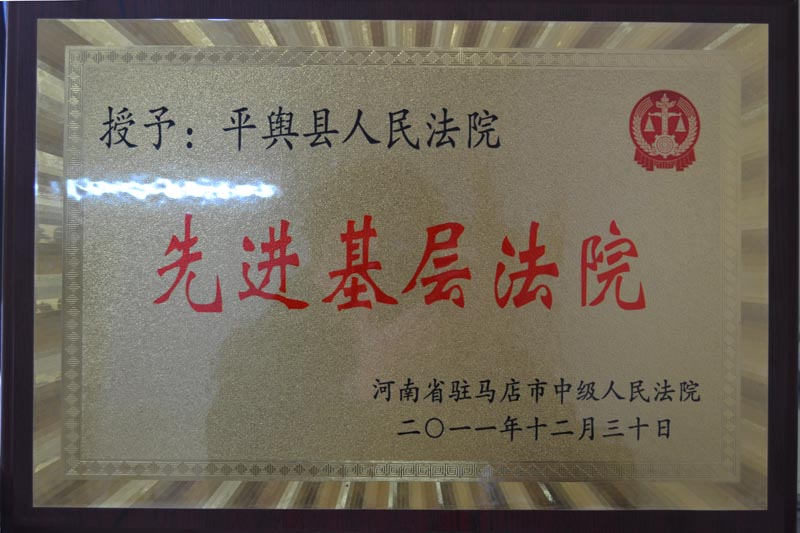 授予：平舆县人民法院
先进基层法院
河南省驻马店市中级人民法院
二〇一一年十二月三十日